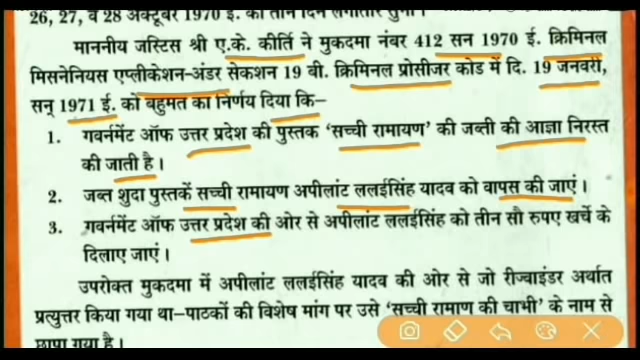 26, 27, व 28 अक्टूबर 1970 ई. को तीन दिन लगातार सुना।
माननीय जस्टिस श्री ए.के. कीर्ति ने मुकदमा नंबर 412 सन 1970 ई. क्रिमिनल
मिसनेनियस एप्लीकेशन-अंडर सेकशन 19 बी. क्रिमिनल प्रोसीजर कोड में दि. 19 जनवरी,
सन् 1971 ई. को बहुमत का निर्णय दिया कि–
1. गवर्नमेंट ऑफ उत्तर प्रदेश की पुस्तक ‘सच्ची रामायण’ की जब्ती की आज्ञा निरस्त
की जाती है।
2. जब्त शुदा पुस्तकें सच्ची रामायण अपीलांट ललईसिंह यादव को वापस की जाएं।
3. गवर्नमेंट ऑफ उत्तर प्रदेश की ओर से अपीलांट ललईसिंह को तीन सौ रुपए खर्चे के
दिलाए जाएं।
उपरोक्त मुकदमा में अपीलांट ललईसिंह यादव की ओर से जो रीज्वाइंडर अर्थात
प्रत्युत्तर किया गया था–पाठकों की विशेष मांग पर उसे ‘सच्ची रामाण की चाभी’ के नाम से
छापा गया है।